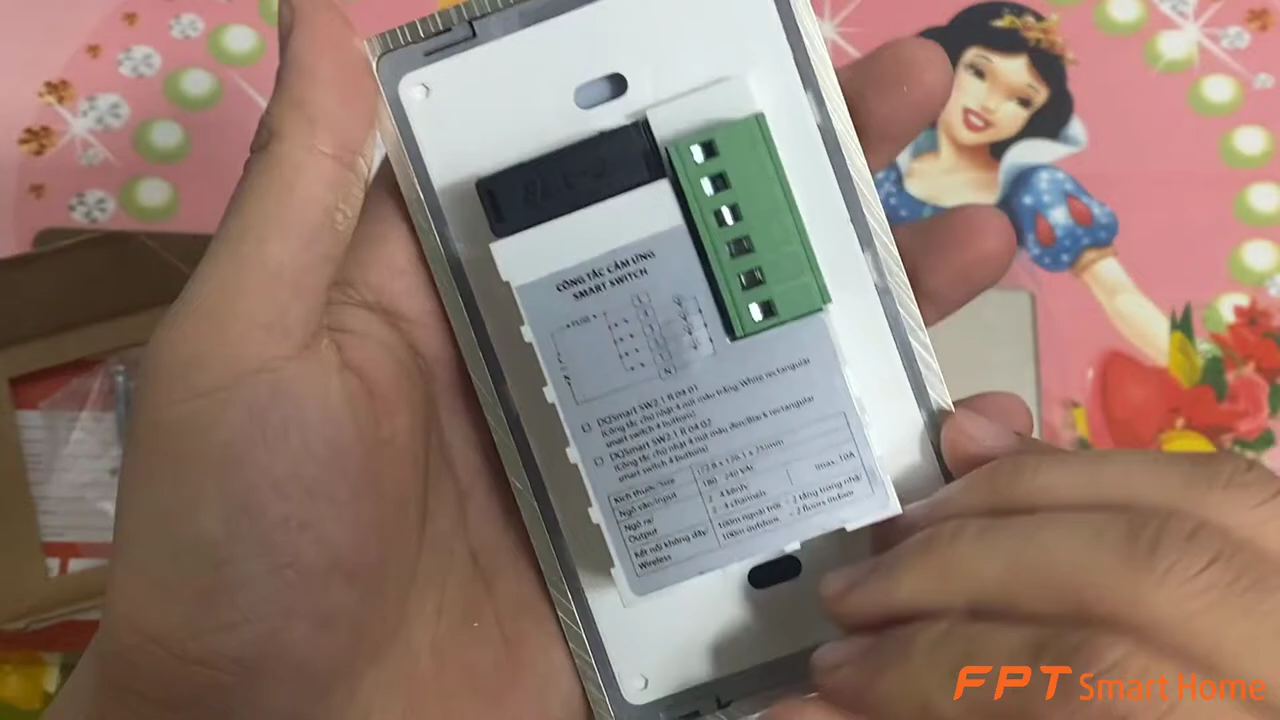 CÔNG TẮC CẢM ỨNG
SMART SWITCH
FUSE
L
N
DQSmart SW2.1 R 04 01
(Công tắc chữ nhật 4 nút màu trắng/White rectangular
smart switch 4 buttons)
DQSmart SW2.1 R 04 02
(Công tắc chữ nhật 4 nút màu đen/Black rectangular
smart switch 4 buttons)
Kích thước/Size
Ngõ vào/Input 180 - 240 Imax: 10A
Ngõ ra/ 2 - 4 kênh/
Output 2 - 4 channels
Kết nối không dây/ 100m ngoài trời - 2 tầng trong nhà/
Wireless 100m outdoor - 2 floors indoor
FPT Smart Home